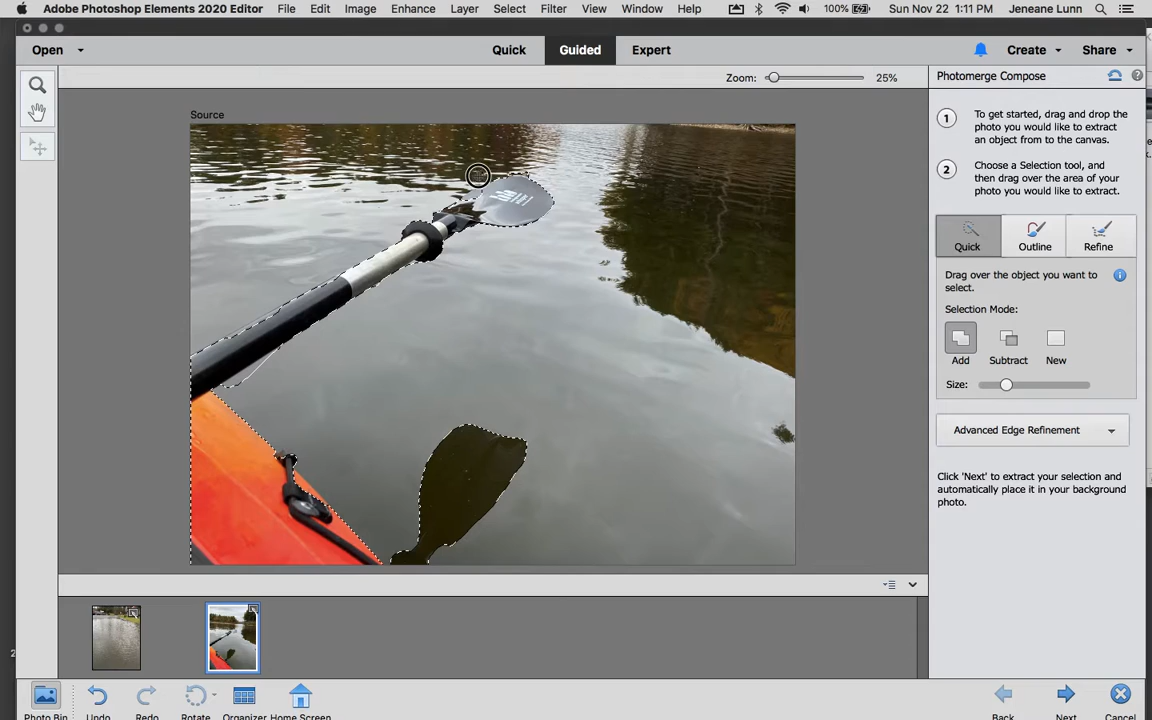 Adobe Photoshop Elements 2020 Editor File Edit Image Enhance Layer Select Filter View Window Help 100% Sun Nov 22 1:11 PM Jeneane Lunn
Open Quick Guided Expert Create Share
Zoom: 25% Photomerge Compose
Source
1 To get started, drag and drop the
photo you would like to extract
an object from to the canvas.
2 Choose a Selection tool, and
then drag over the area of your
photo you would like to extract.
Quick Outline Refine
Drag over the object you want to
select.
Selection Mode:
Add Subtract New
Size:
Advanced Edge Refinement
Click 'Next' to extract your selection and
automatically place it in your background
photo.
Photo Bin Undo Redo Rotate Organizer Home Screen Back Next Cancel